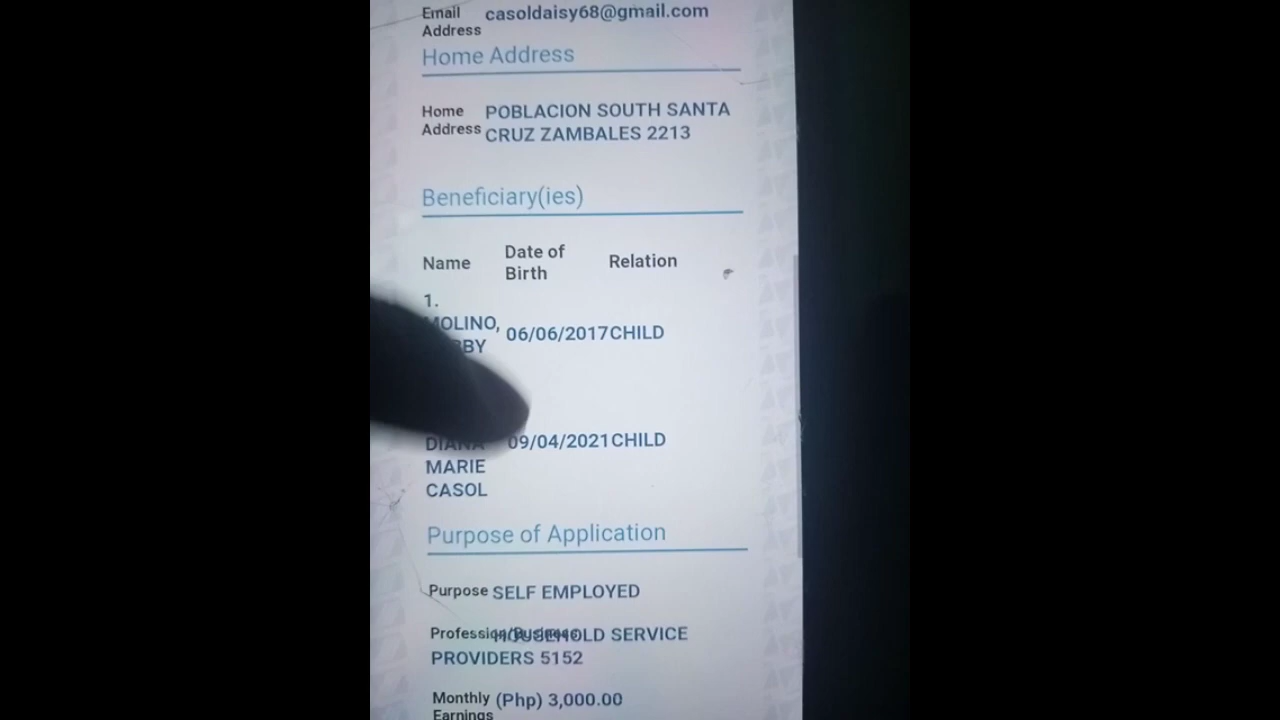 Email Address casoldaisy68@gmail.com
Home Address
Home Address POBLACION SOUTH SANTA
CRUZ ZAMBALES 2213
Beneficiary(ies)
Name Date of Birth Relation
1.
MOLINO,
06/06/2017 CHILD
DIANA 09/04/2021 CHILD
MARIE
CASOL
Purpose of Application
Purpose SELF EMPLOYED
Profession/Business HOUSEHOLD SERVICE
PROVIDERS 5152
Monthly Earnings (Php) 3,000.00